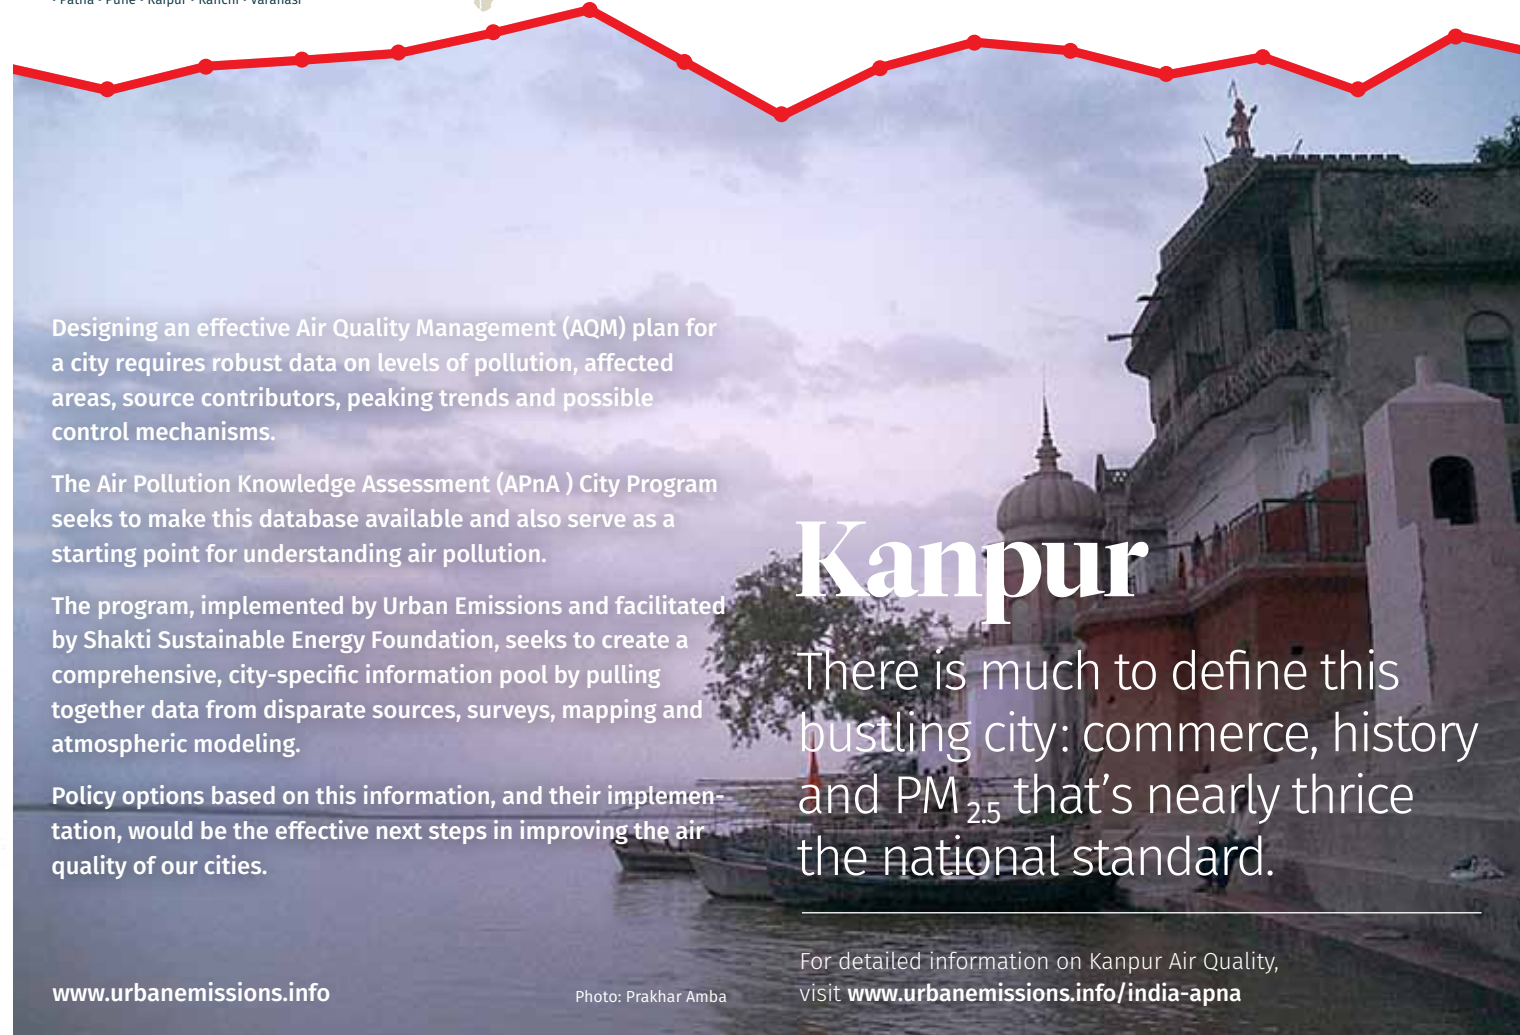 • Patna • Pune • Raipur • Ranchi • Varanasi
Designing an effective Air Quality Management (AQM) plan for
a city requires robust data on levels of pollution, affected
areas, source contributors, peaking trends and possible
control mechanisms.
The Air Pollution Knowledge Assessment (APnA ) City Program
seeks to make this database available and also serve as a
starting point for understanding air pollution.
The program, implemented by Urban Emissions and facilitated
by Shakti Sustainable Energy Foundation, seeks to create a
comprehensive, city-specific information pool by pulling
together data from disparate sources, surveys, mapping and
atmospheric modeling.
Policy options based on this information, and their implemen-
tation, would be the effective next steps in improving the air
quality of our cities.
www.urbanemissions.info
Photo: Prakhar Amba
Kanpur
There is much to define this
bustling city: commerce, history
and PM 2.5 that’s nearly thrice
the national standard.
For detailed information on Kanpur Air Quality,
visit www.urbanemissions.info/india-apna